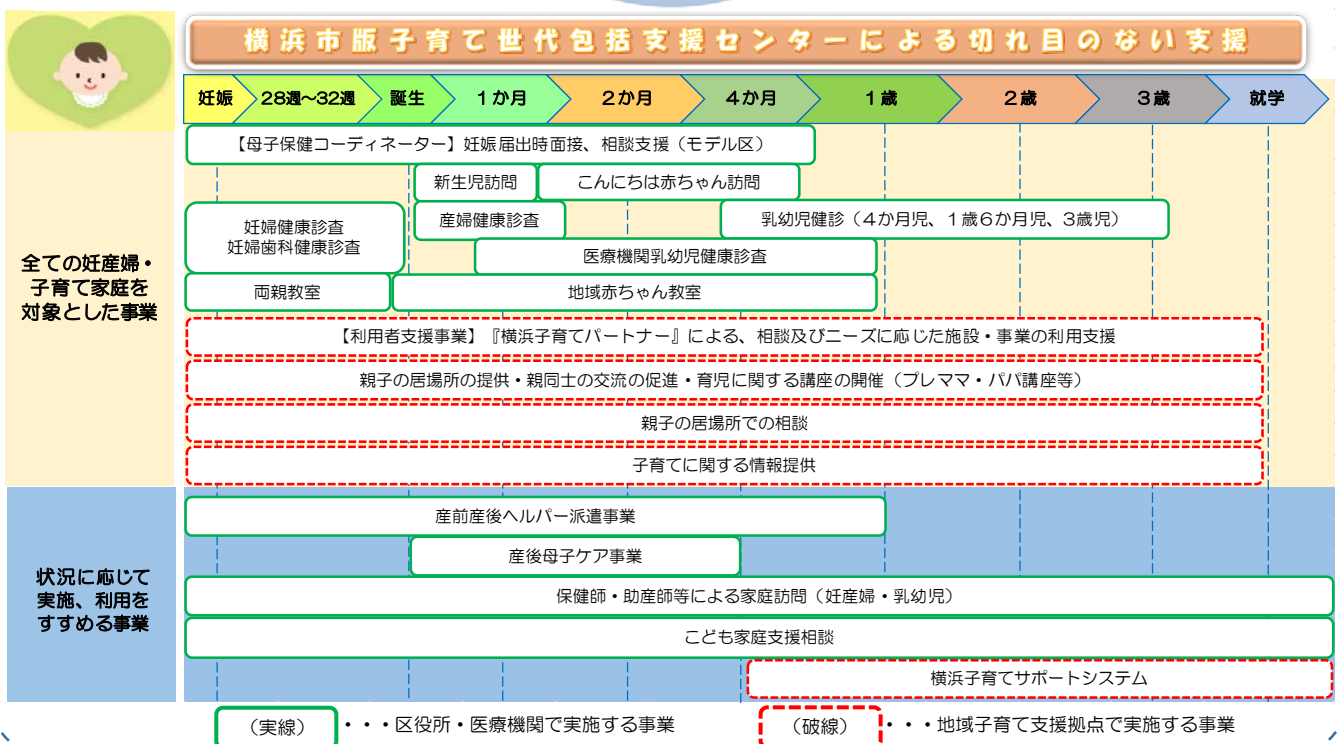 横浜市版子育て世代包括支援センターによる切れ目のない支援
妊娠
28週～32週
誕生
1か月
2か月
4か月
1歳
2歳
3歳
就学
全ての妊産婦・
子育て家庭を
対象とした事業
【母子保健コーディネーター】妊娠届出時面接、相談支援（モデル区）
新生児訪問
こんにちは赤ちゃん訪問
妊婦健康診査
妊婦歯科健康診査
産婦健康診査
乳幼児健診（４か月児、１歳６か月児、３歳児）
医療機関乳幼児健康診査
両親教室
地域赤ちゃん教室
【利用者支援事業】『横浜子育てパートナー』による、相談及びニーズに応じた施設・事業の利用支援
親子の居場所の提供・親同士の交流の促進・育児に関する講座の開催（プレママ・パパ講座等）
親子の居場所での相談
子育てに関する情報提供
状況に応じて
実施、利用を
すすめる事業
産前産後ヘルパー派遣事業
産後母子ケア事業
保健師・助産師等による家庭訪問（妊産婦・乳幼児）
こども家庭支援相談
横浜子育てサポートシステム
（実線）・・・区役所・医療機関で実施する事業
（破線）・・・地域子育て支援拠点で実施する事業